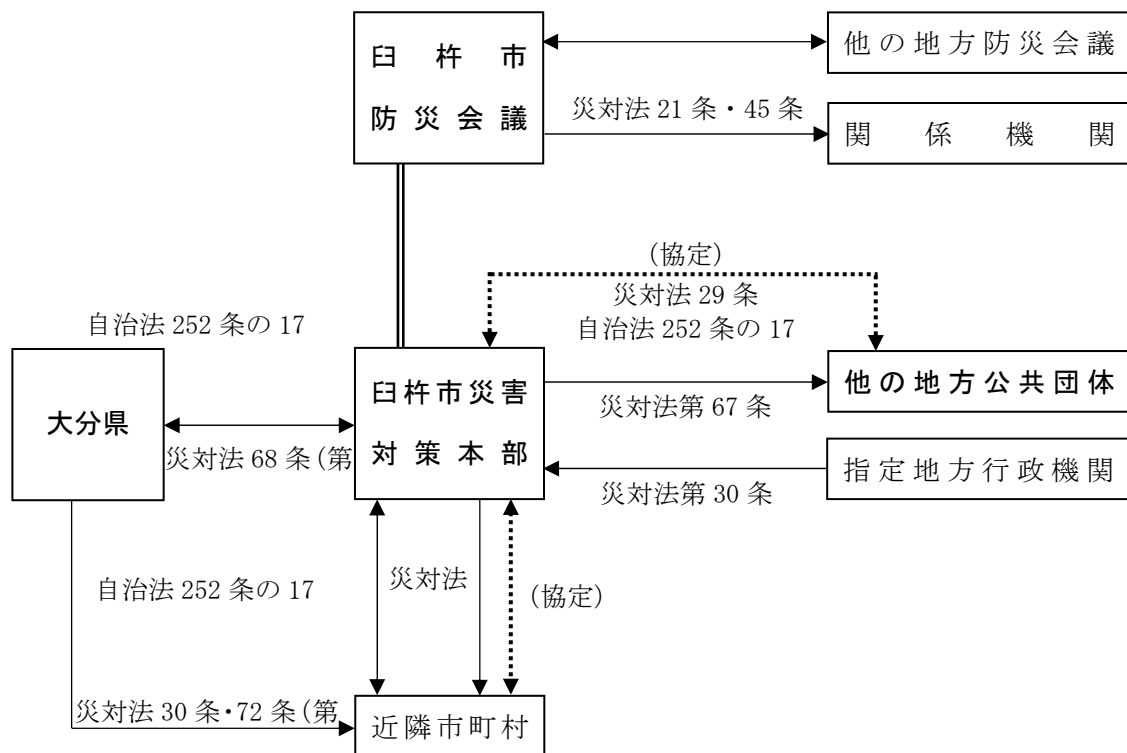 臼杵市
防災会議
他の地方防災会議
災対法 21 条・45 条
関係機関
(協定)
災対法 29 条
自治法 252 条の 17
自治法 252 条の 17
大分県
臼杵市災害
対策本部
他の地方公共団体
災対法第 67 条
災対法 68 条(第
指定地方行政機関
災対法第 30 条
自治法 252 条の 17
災対法
(協定)
災対法 30 条・72 条(第
近隣市町村